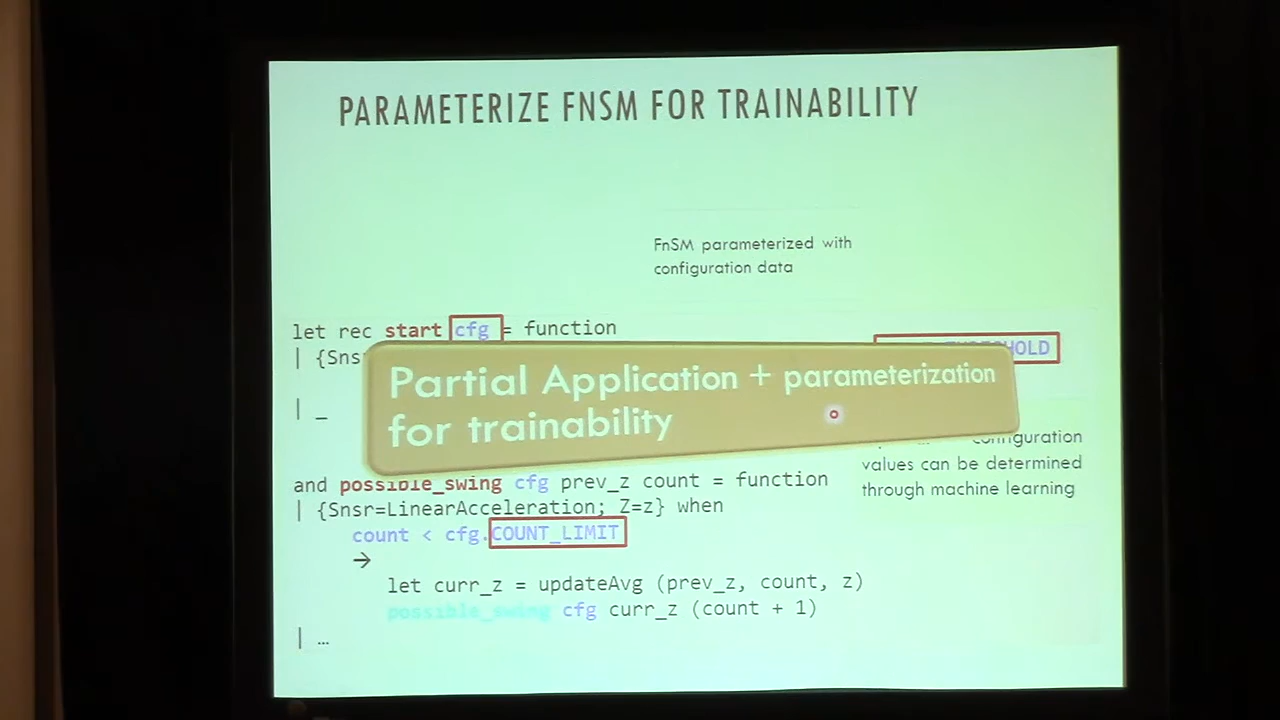 PARAMETERIZE FNSM FOR TRAINABILITY
FnSM parameterized with
configuration data
let rec start cfg = function
| {Snsr
HOLD
| _
Partial Application + parameterization
for trainability
configuration
values can be determined
through machine learning
and possible_swing cfg prev_z count = function
| {Snsr=LinearAcceleration; Z=z} when
count < cfg.COUNT_LIMIT
→
let curr_z = updateAvg (prev_z, count, z)
possible_swing cfg curr_z (count + 1)
| …